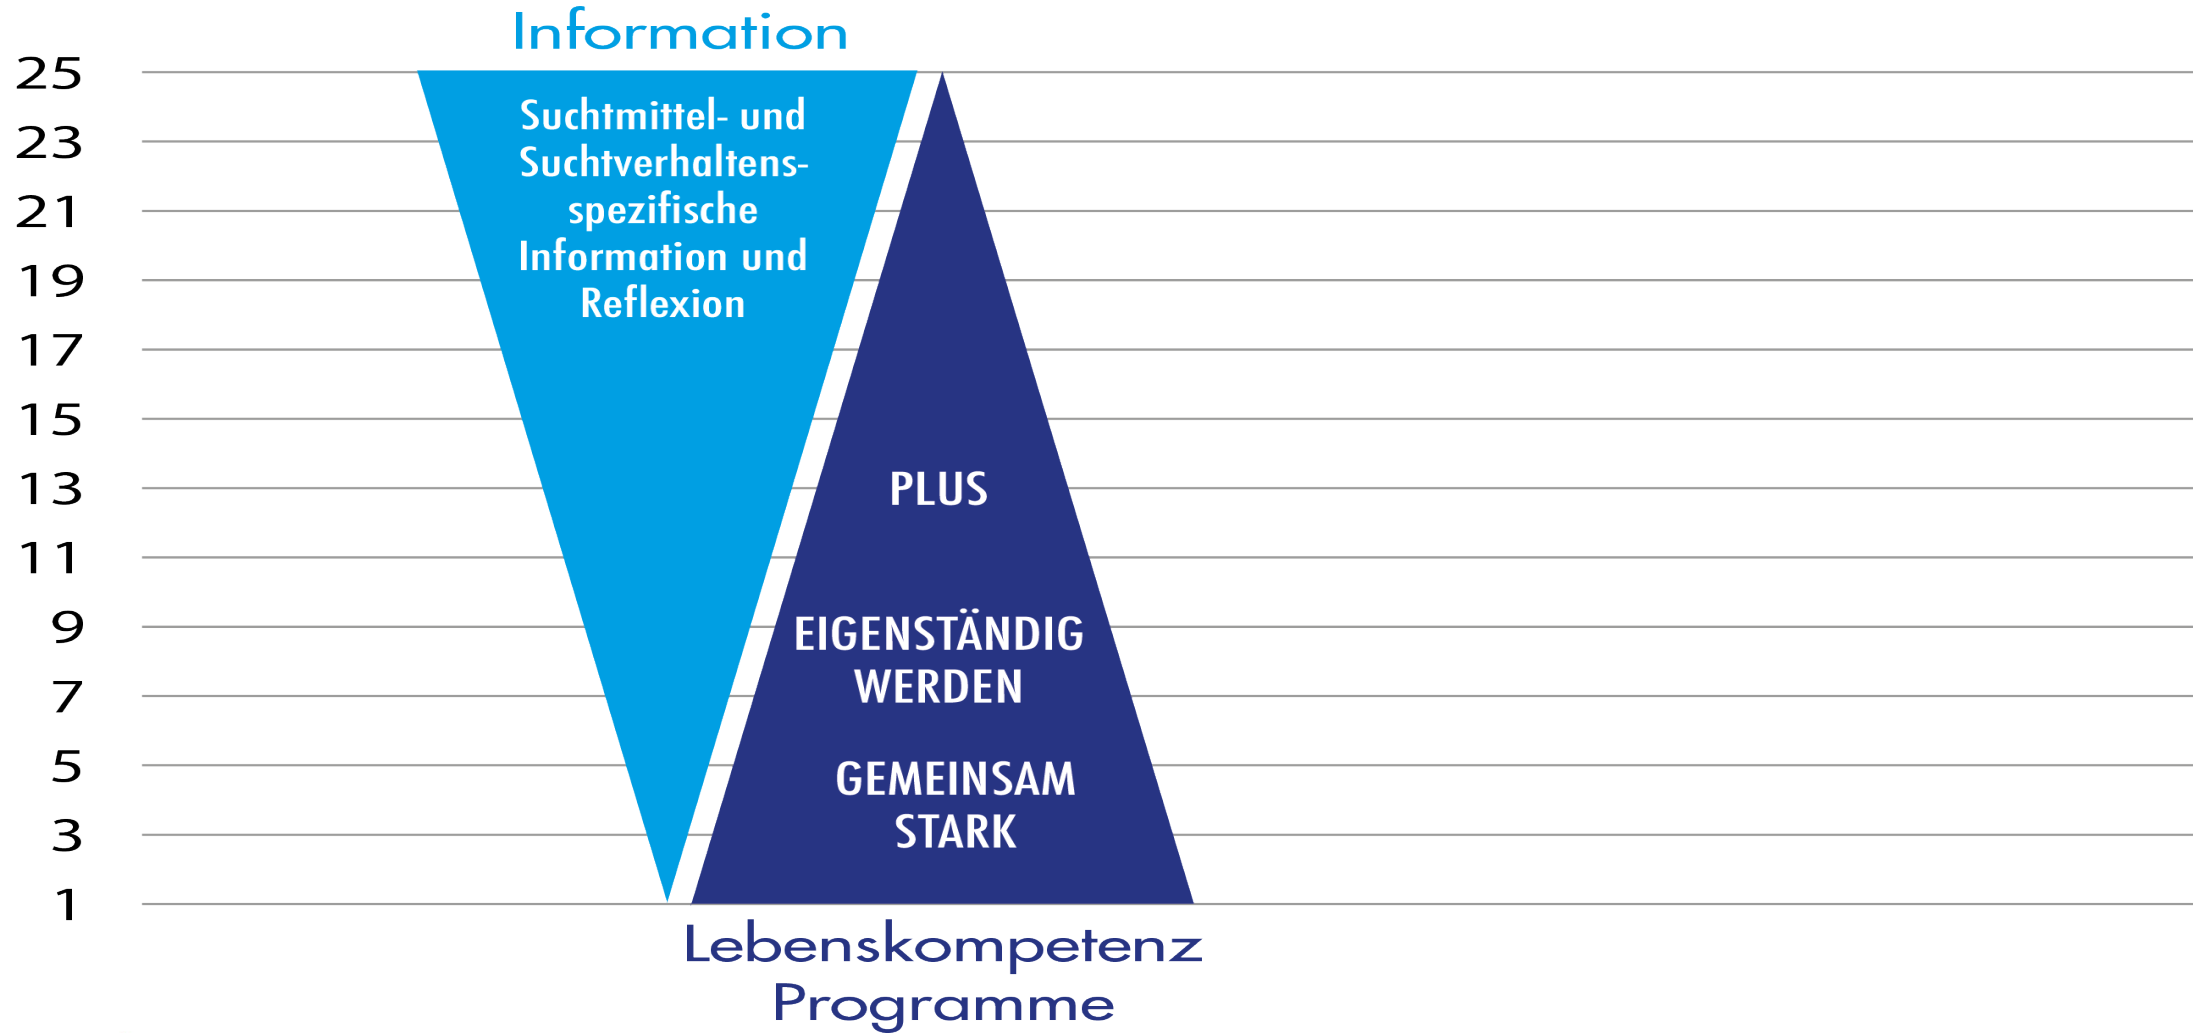 Information
25
Suchtmittel- und
23
Suchtverhaltens-
21
spezifische
Information und
19
Reflexion
17
15
13
PLUS
11
9
EIGENSTÄNDIG
WERDEN
7
5
GEMEINSAM
STARK
3
1
Lebenskompetenz
Programme